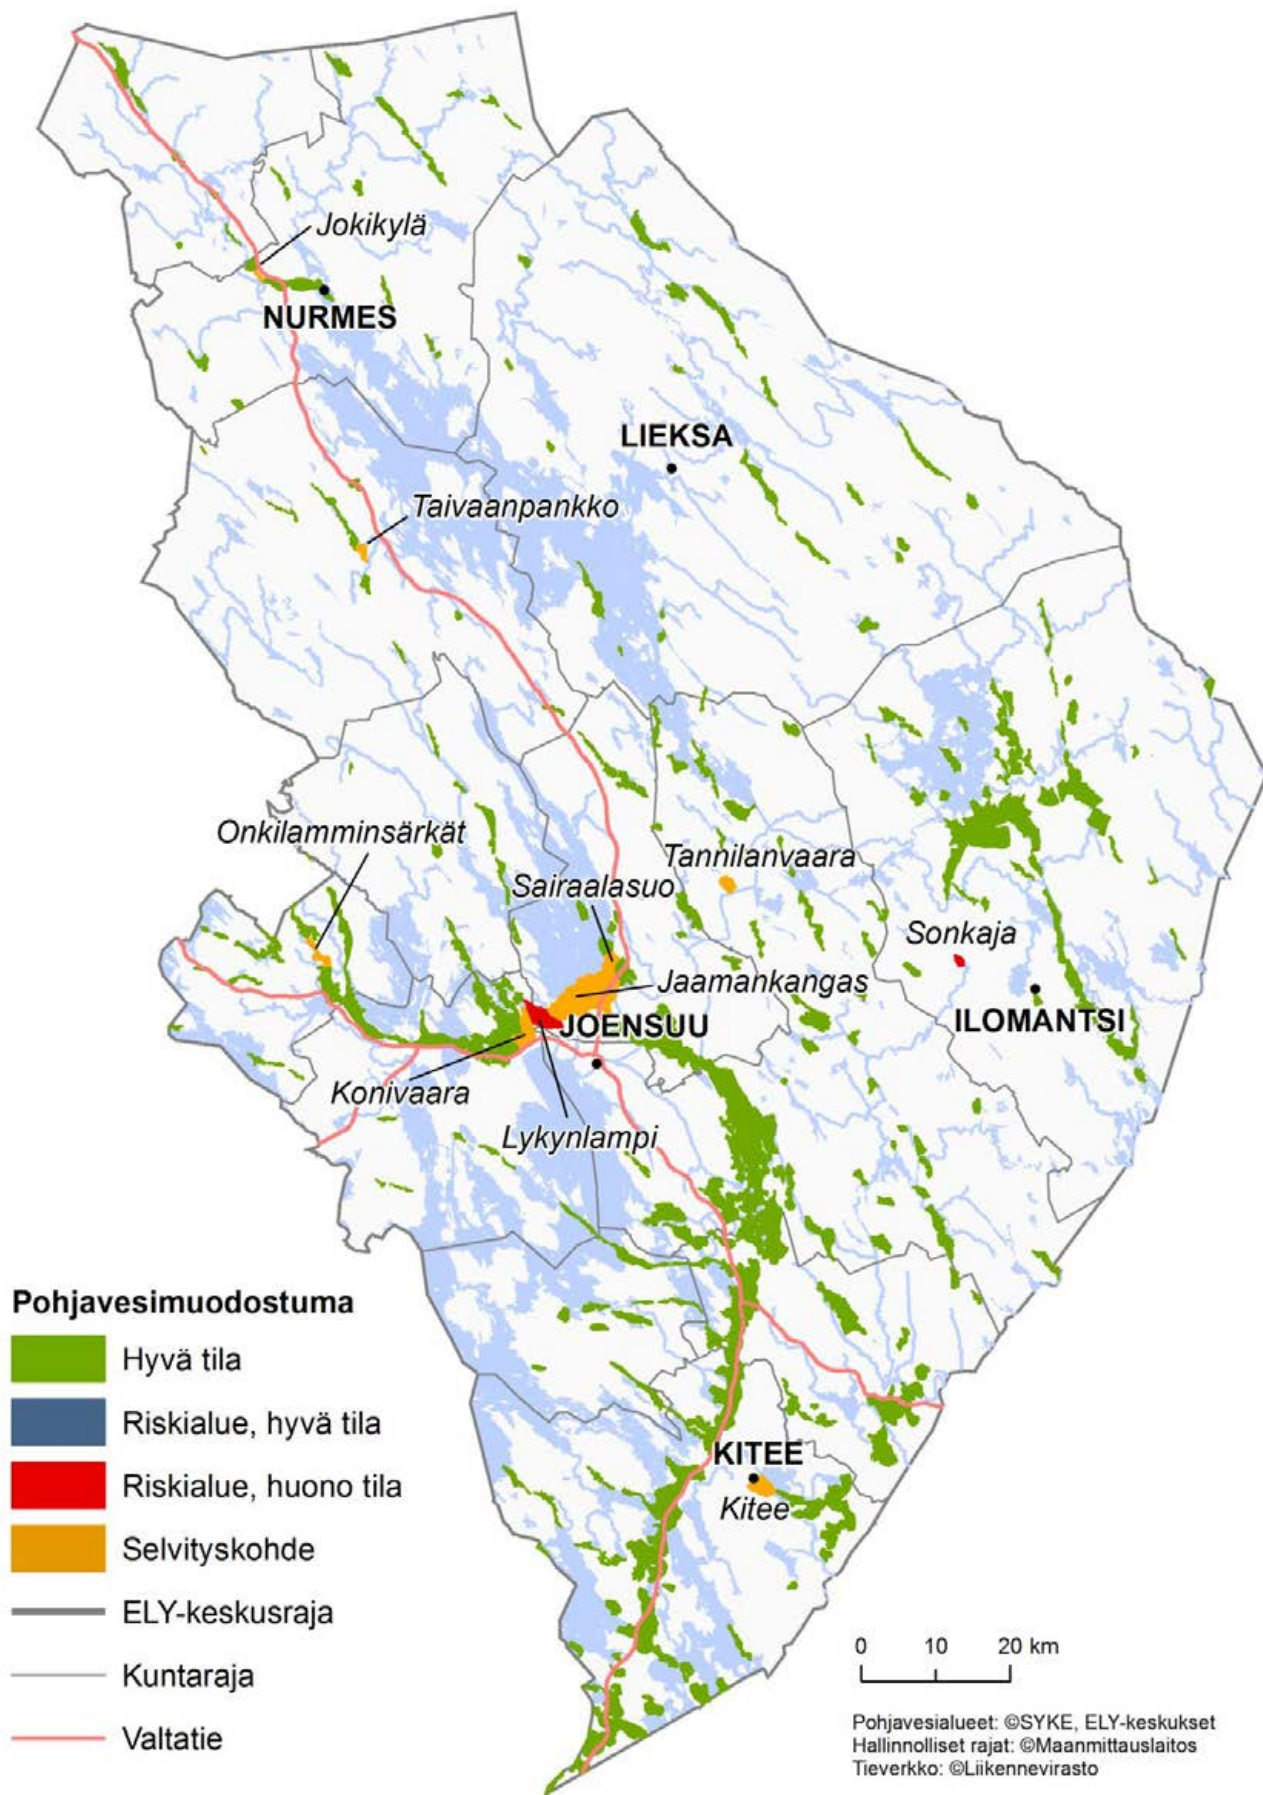 Jokikylä
NURMES
LIEKSA
Taivaanpankko
Onkilamminsärkät
Tannilanvaara
Sairaalasuo
Sonkaja
Jaamankangas
JOENSUU
ILOMANTSI
Konivaara
Lykynlampi
KITEE
Kitee
Pohjavesimuodostuma
Hyvä tila
Riskialue, hyvä tila
Riskialue, huono tila
Selvityskohde
ELY-keskusraja
Kuntaraja
Valtatie
0 10 20 km
Pohjavesialueet: ©SYKE, ELY-keskukset
Hallinnolliset rajat: ©Maanmittauslaitos
Tieverkko: ©Liikennevirasto